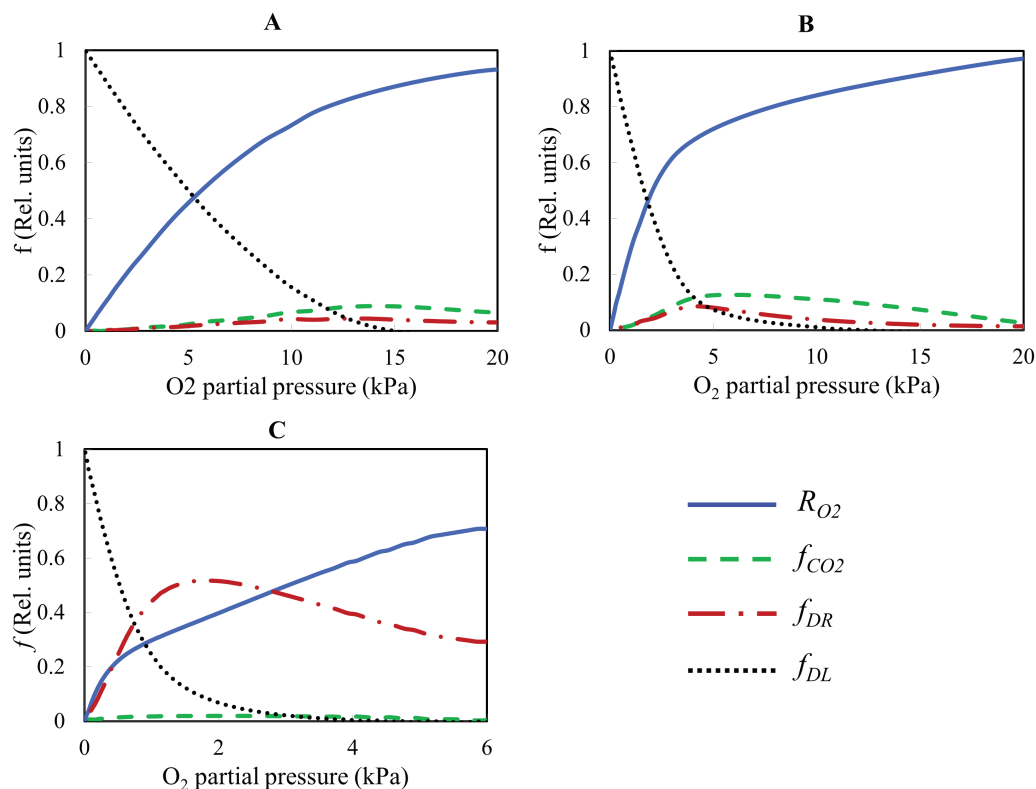 A
1
0.8
0.6
0.4
0.2
0
f (Rel. units)
0 5 10 15 20
O2 partial pressure (kPa)
B
1
0.8
0.6
0.4
0.2
0
f (Rel. units)
0 5 10 15 20
O2 partial pressure (kPa)
C
1
0.8
0.6
0.4
0.2
0
f (Rel. units)
0 2 4 6
O2 partial pressure (kPa)
RO2
fCO2
fDR
fDL